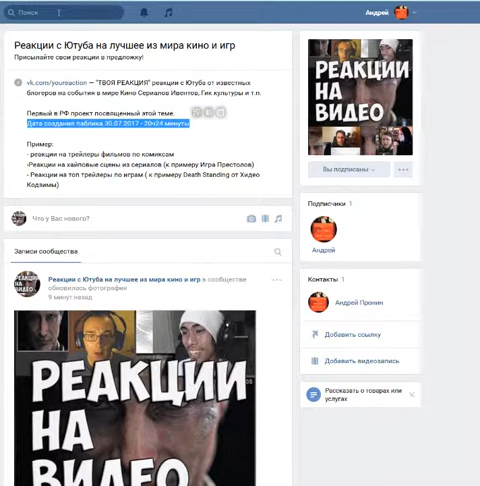 Поиск
Андрей
Реакции с Ютуба на лучшее из мира кино и игр
Присылайте свои реакции в предложку!
vk.com/youreaction — "ТВОЯ РЕАКЦИЯ" реакции с Ютуба от известных
блогеров на события в мире Кино Сериалов Ивентов, Гик культуры и т.п.
Первый в РФ проект посвященный этой теме.
Дата создания паблика 30.07.2017 - 20ч24 минуты
Пример:
- реакции на трейлеры фильмов по комиксам
-Реакции на хайповые сцены из сериалов (к примеру Игра Престолов)
- Реакции на топ трейлеры по играм ( к примеру Death Standing от Хидео
Кодзимы)
Что у Вас нового?
Записи сообщества
Реакции с Ютуба на лучшее из мира кино и игр в сообществе
обновилась фотография
9 минут назад
РЕАКЦИИ
НА
ВИДЕО
РЕАКЦИИ
НА ВИДЕО
Вы подписаны
Подписчики 1
Андрей
Контакты 1
Андрей Пронин
Добавить ссылку
Добавить видеозапись
Рассказать о товарах или
услугах